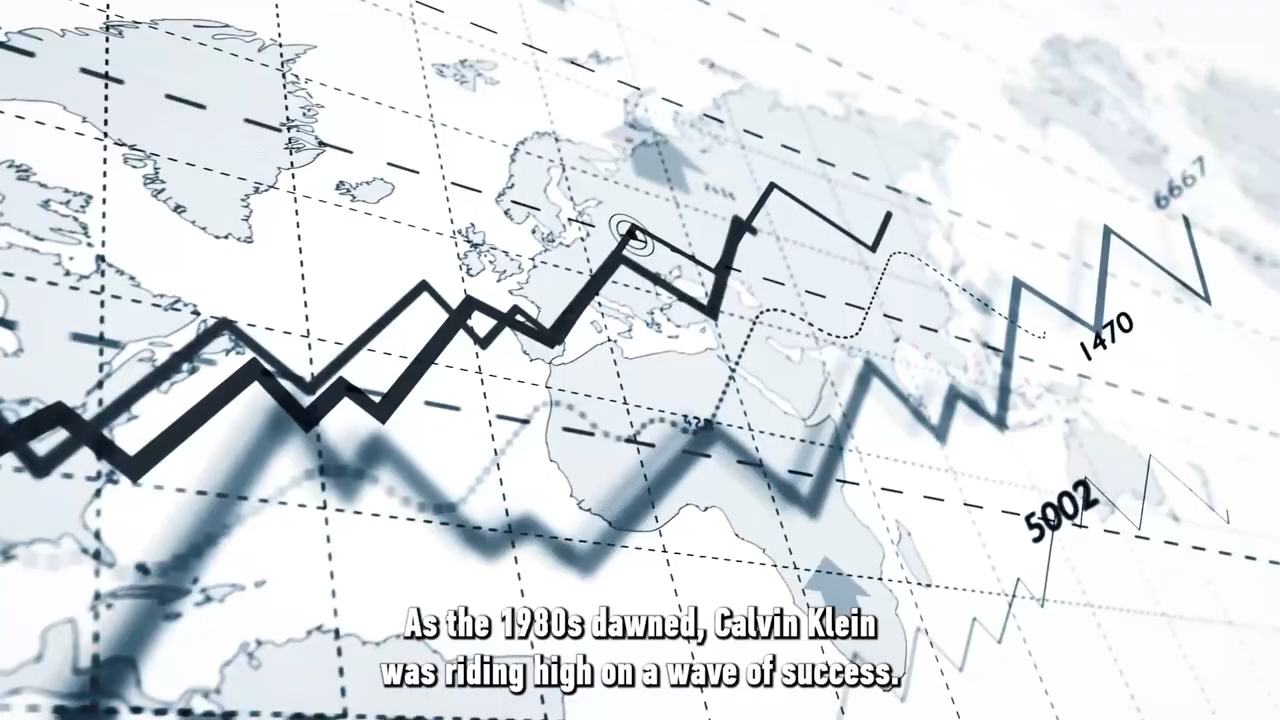 6667
1470
5002
As the 1980s dawned, Calvin Klein
was riding high on a wave of success.